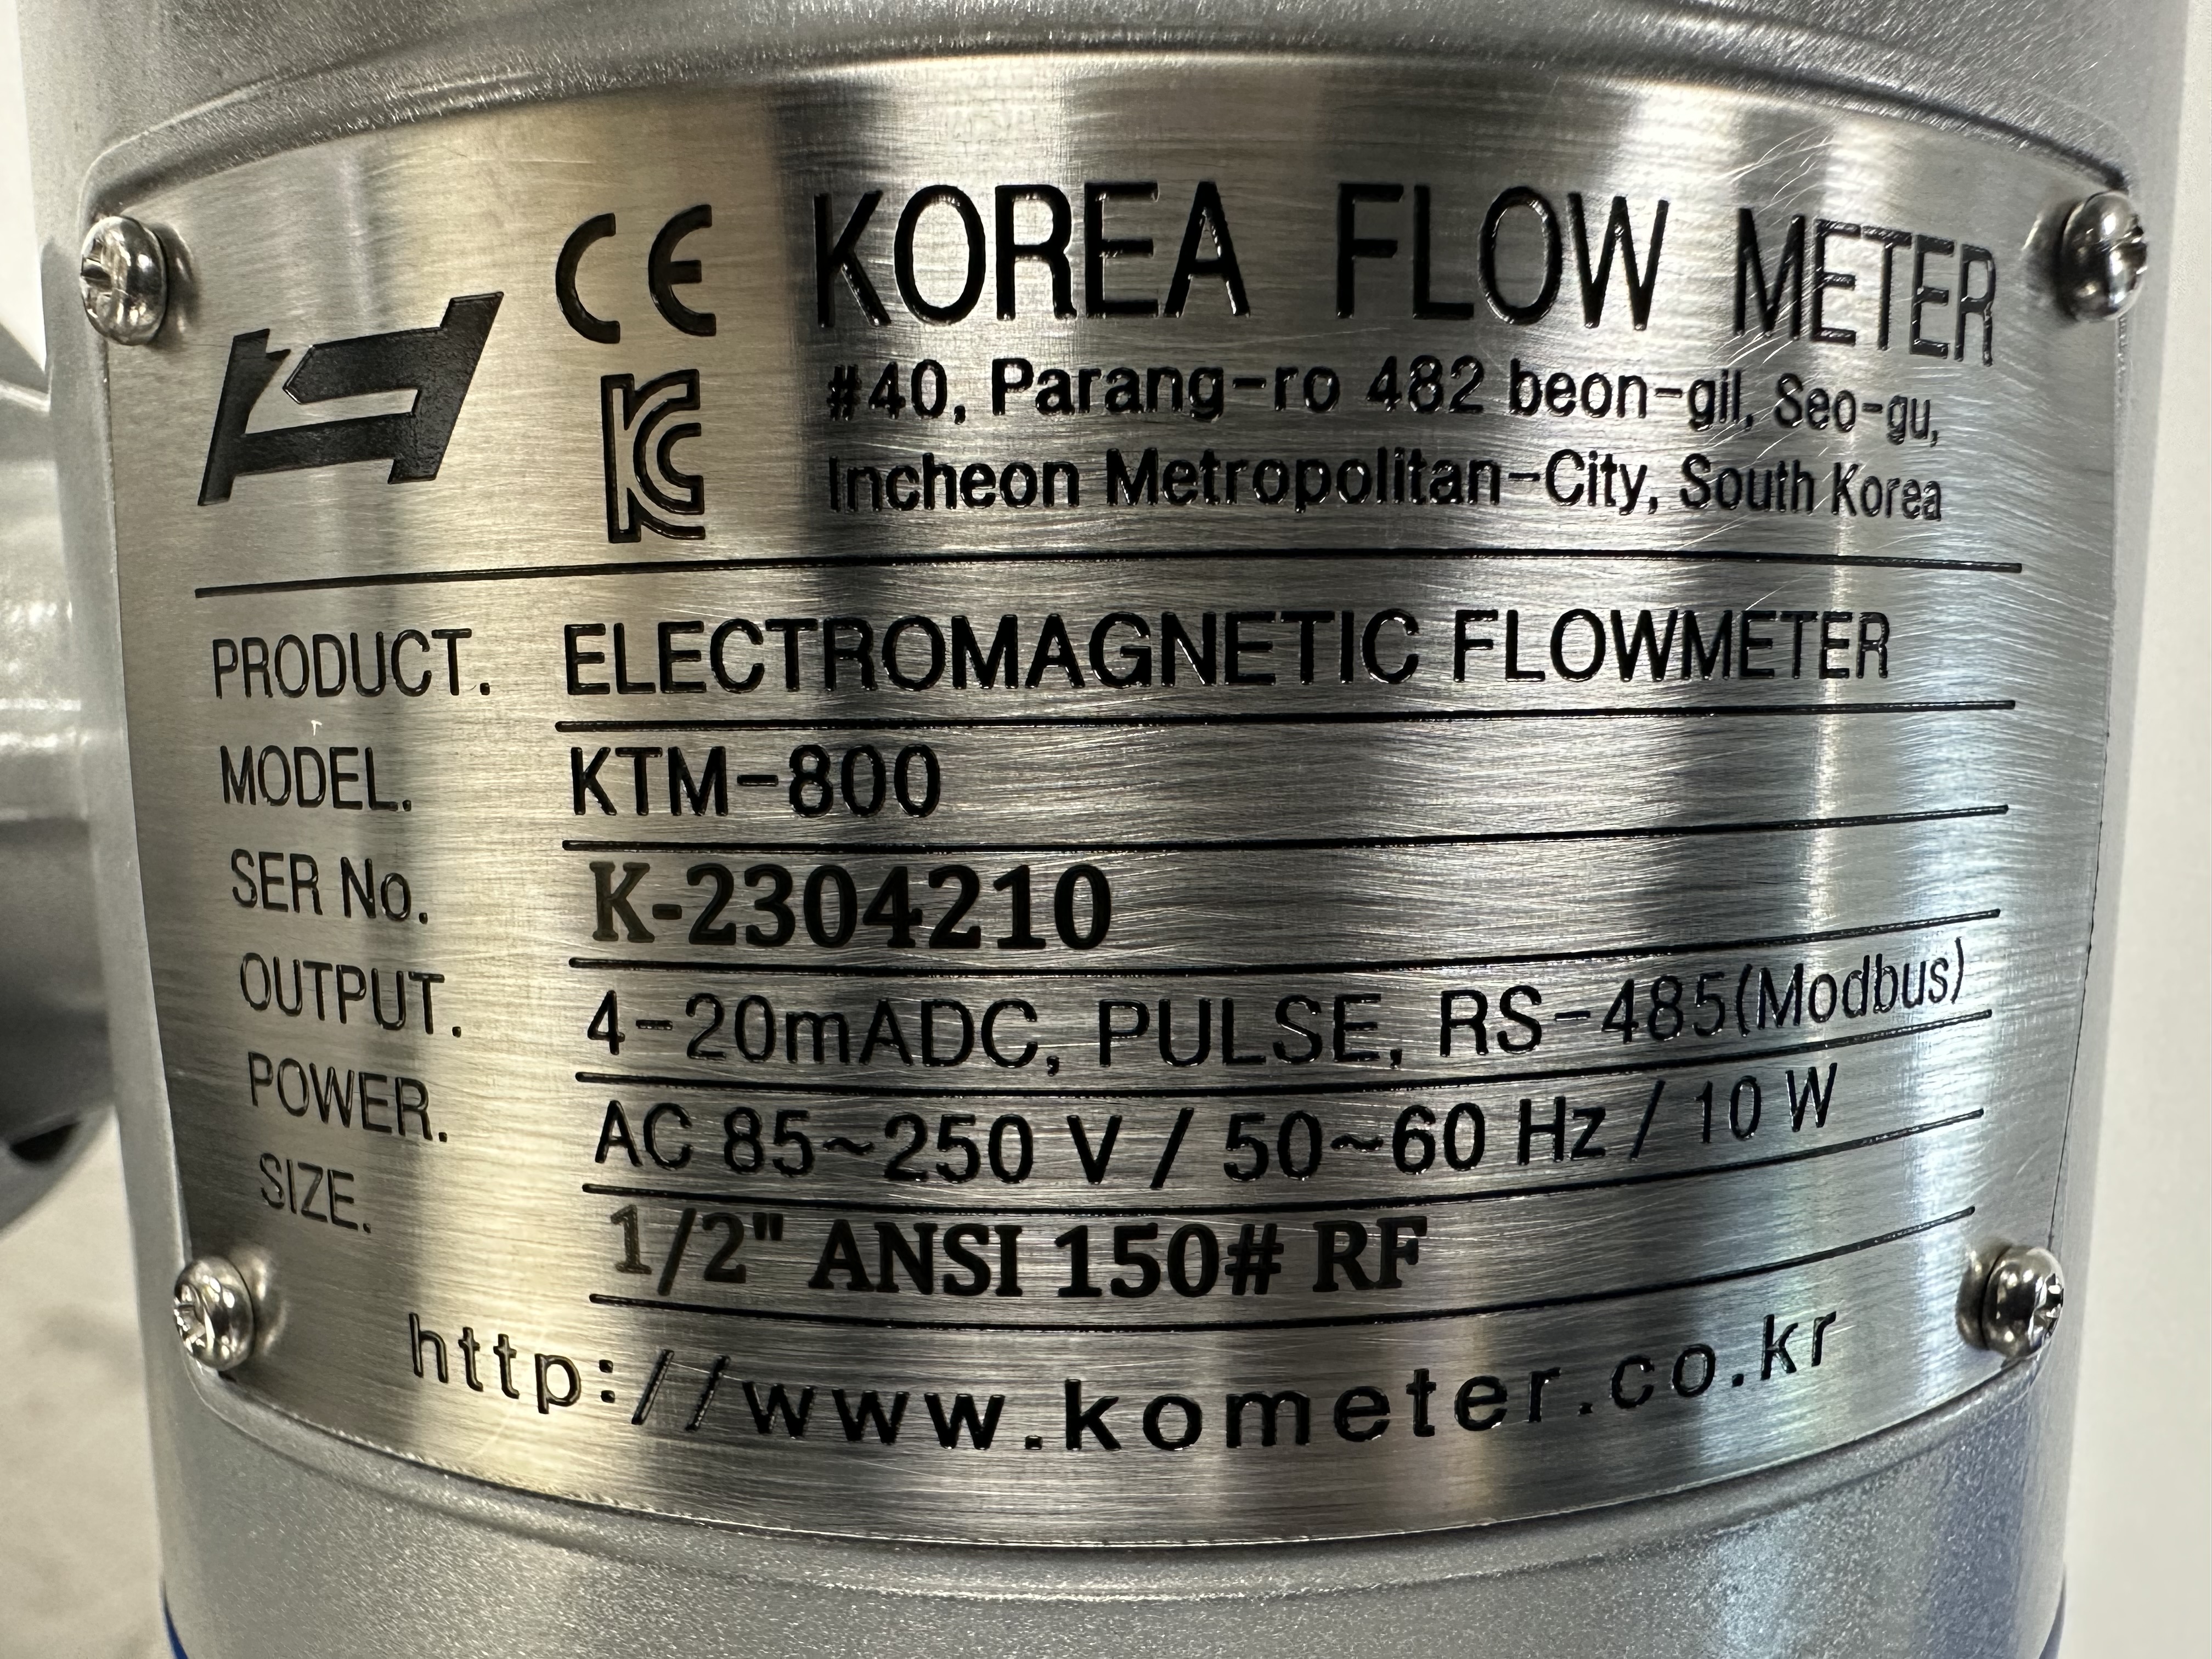 CE KOREA FLOW METER
KC #40, Parang-ro 482 beon-gil, Seo-gu,
Incheon Metropolitan-City, South Korea
PRODUCT. ELECTROMAGNETIC FLOWMETER
MODEL. KTM-800
SER No. K-2304210
OUTPUT. 4-20mADC, PULSE, RS-485(Modbus)
POWER. AC 85~250 V / 50~60 Hz / 10 W
SIZE. 1/2" ANSI 150# RF
http://www.kometer.co.kr